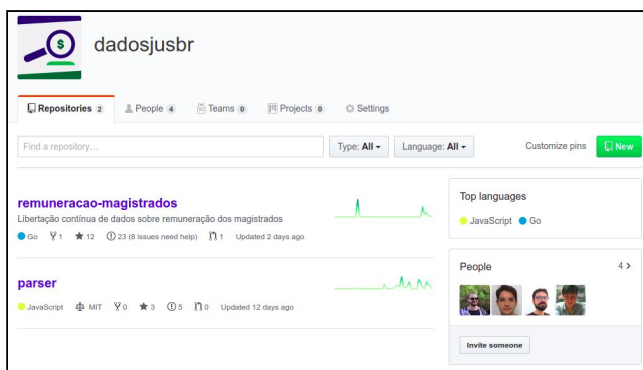 $
dadosjusbr
Repositories 2 People 4 Teams 0 Projects 0 Settings
Find a repository… Type: All Language: All Customize pins New
remuneracao-magistrados
Libertação contínua de dados sobre remuneração dos magistrados
Go 1 12 23 (8 issues need help) 1 Updated 2 days ago
parser
JavaScript MIT 0 3 5 0 Updated 12 days ago
Top languages
JavaScript Go
People 4 >
Invite someone